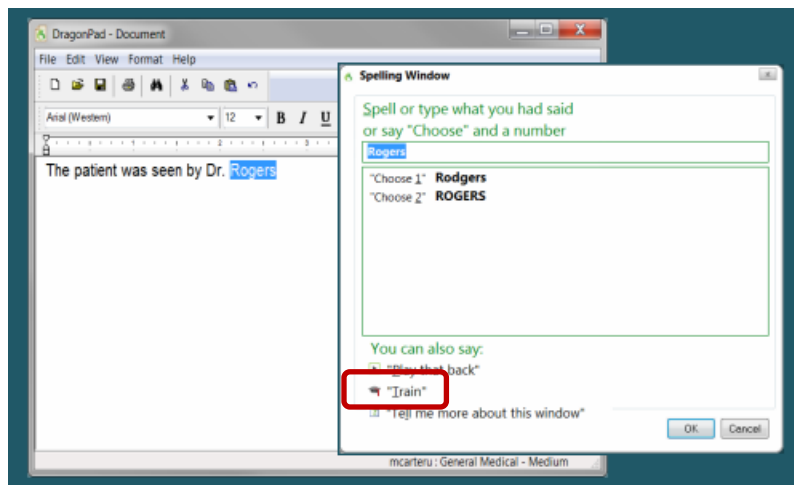 DragonPad - Document
File Edit View Format Help
Arial (Western) 12 B I U
1 2 3
The patient was seen by Dr. Rogers
mcarteru : General Medical - Medium
Spelling Window
Spell or type what you had said
or say "Choose" and a number
Rogers
"Choose 1" Rodgers
"Choose 2" ROGERS
You can also say:
"Play that back"
"Train"
"Tell me more about this window"
OK Cancel